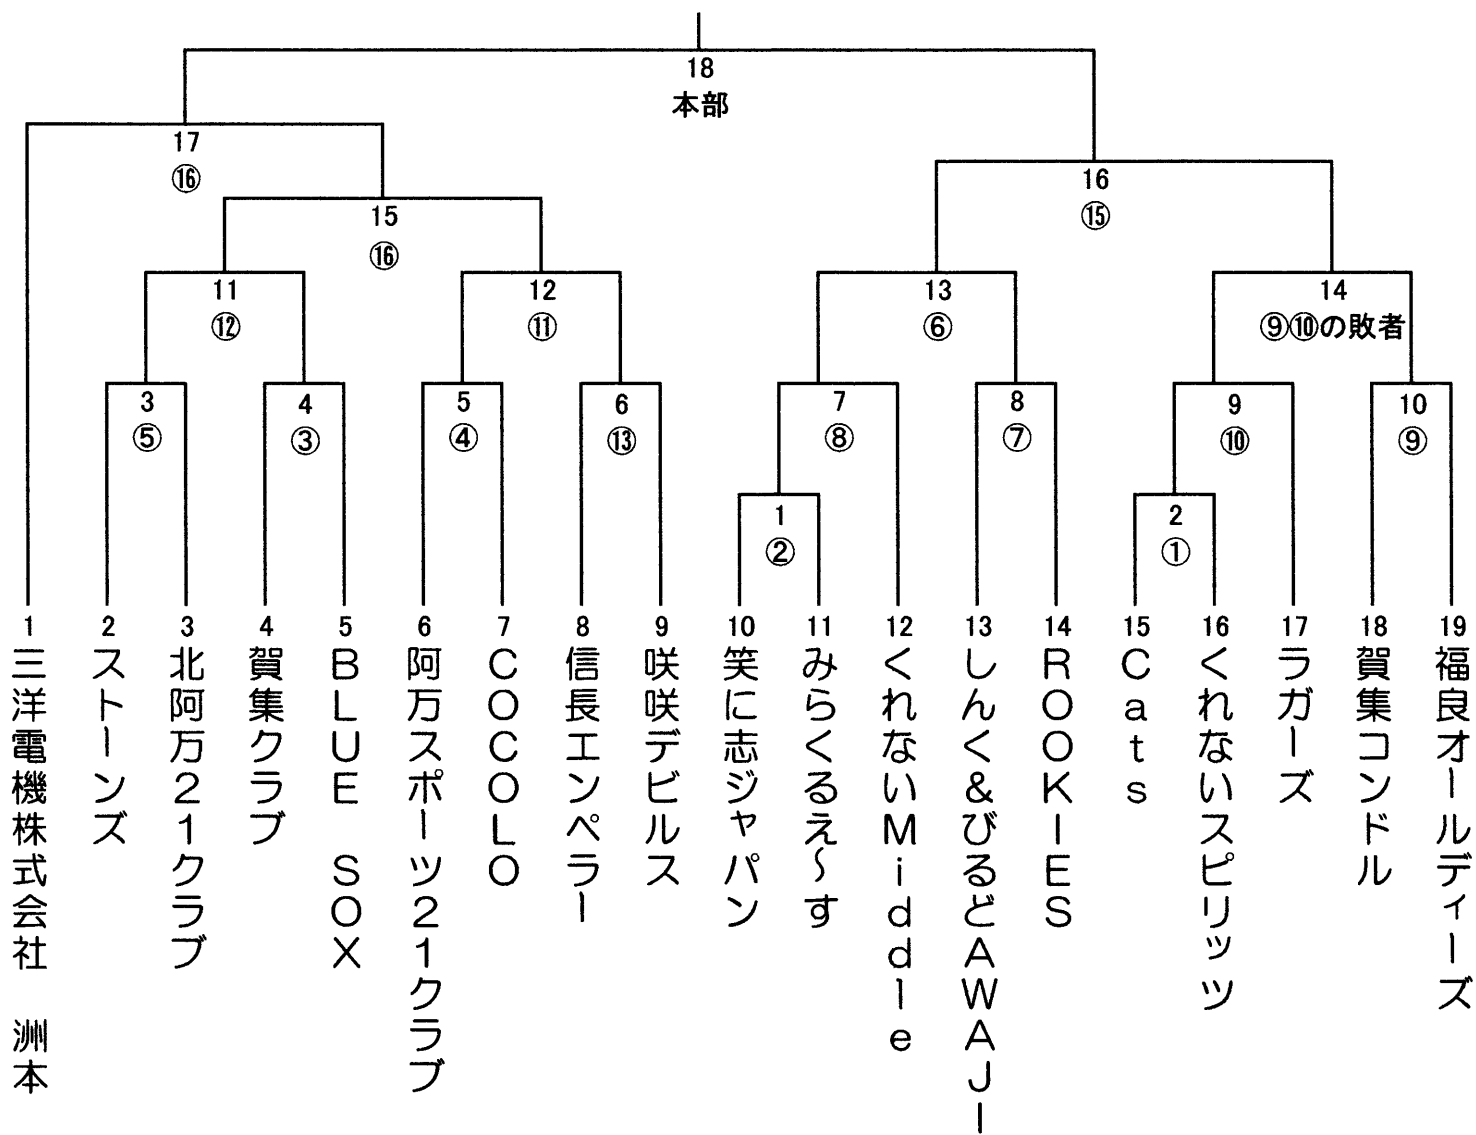 18
本部
17
⑯
16
⑮
15
⑯
11
⑫
12
⑪
13
⑥
14
⑨⑩の敗者
3
⑤
4
③
5
④
6
⑬
7
⑧
8
⑦
9
⑩
10
⑨
1
②
2
①
1
三洋電機株式会社 洲本
2
ストーンズ
3
北阿万21クラブ
4
賀集クラブ
5
BLUE SOX
6
阿万スポーツ21クラブ
7
COCOLO
8
信長エンペラー
9
咲咲デビルス
10
笑に志ジャパン
11
みらくるえ~す
12
くれないMiddle
13
しんく&びるどAWAJI
14
ROOKIES
15
Cats
16
くれないスピリッツ
17
ラガーズ
18
賀集コンドル
19
福良オールディーズ